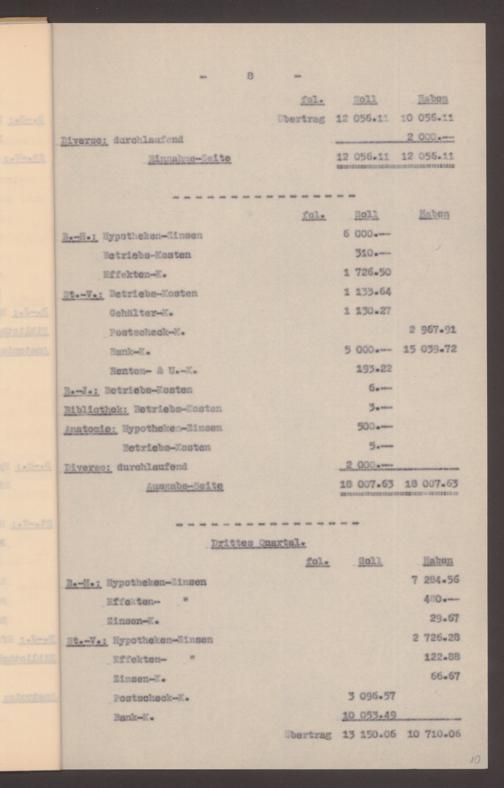 - 8 -
fol. Soll Haben
Übertrag 12 056.11 10 056.11
Diverse: durchlaufend 2 000.--
Einnahme-Seite 12 056.11 12 056.11
fol. Soll Haben
B.-H.: Hypotheken-Zinsen 6 000.--
Betriebs-Kosten 310.--
Effekten-K. 1 726.50
St.-V.: Betriebs-Kosten 1 133.64
Gehälter-K. 1 130.27
Postscheck-K. 2 967.91
Bank-K. 5 000.-- 15 039.72
Renten- & U.-K. 193.22
B.-J.: Betriebs-Kosten 6.--
Bibliothek: Betriebs-Kosten 3.--
Anatomie: Hypotheken-Zinsen 500.--
Betriebs-Kosten 5.--
Diverse: durchlaufend 2 000.--
Ausgabe-Seite 18 007.63 18 007.63
Drittes Quartal.
fol. Soll Haben
B.-H.: Hypotheken-Zinsen 7 284.56
Effekten- " 480.--
Zinsen-K. 29.67
St.-V.: Hypotheken-Zinsen 2 726.28
Effekten- " 122.88
Zinsen-K. 66.67
Postscheck-K. 3 096.57
Bank-K. 10 053.49
Übertrag 13 150.06 10 710.06
10